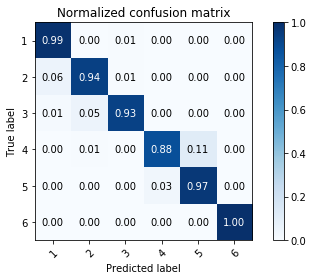 Normalized confusion matrix
1 0.99 0.00 0.01 0.00 0.00 0.00
2 0.06 0.94 0.01 0.00 0.00 0.00
3 0.01 0.05 0.93 0.00 0.00 0.00
4 0.00 0.01 0.00 0.88 0.11 0.00
5 0.00 0.00 0.00 0.03 0.97 0.00
6 0.00 0.00 0.00 0.00 0.00 1.00
1 2 3 4 5 6
True label
Predicted label
1.0
0.8
0.6
0.4
0.2
0.0